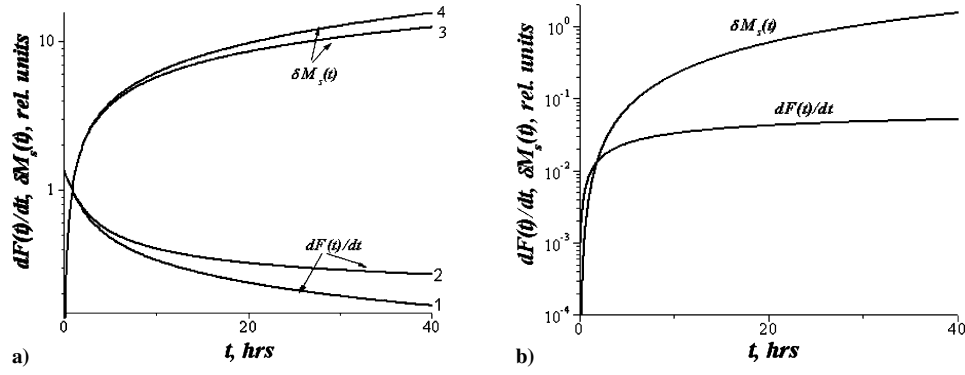 dF(t)/dt, δMₛ(t), rel. units
10
1
4
3
δMₛ(t)
dF(t)/dt
2
1
0
20
40
t, hrs
a)
dF(t)/dt, δMₛ(t), rel. units
10⁰
10⁻¹
10⁻²
10⁻³
10⁻⁴
δMₛ(t)
dF(t)/dt
0
20
40
t, hrs
b)